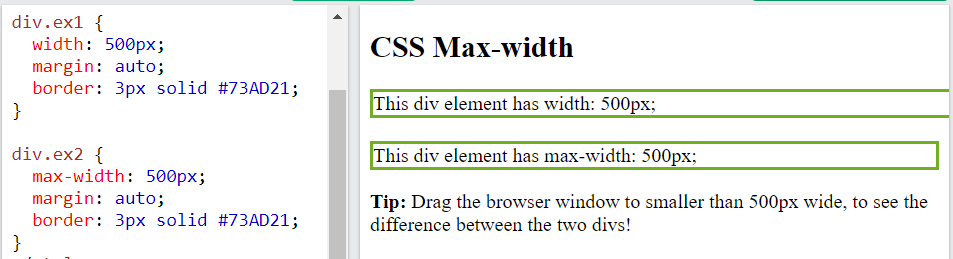 div.ex1 {
  width: 500px;
  margin: auto;
  border: 3px solid #73AD21;
}
div.ex2 {
  max-width: 500px;
  margin: auto;
  border: 3px solid #73AD21;
}
CSS Max-width
This div element has width: 500px;
This div element has max-width: 500px;
Tip: Drag the browser window to smaller than 500px wide, to see the
difference between the two divs!